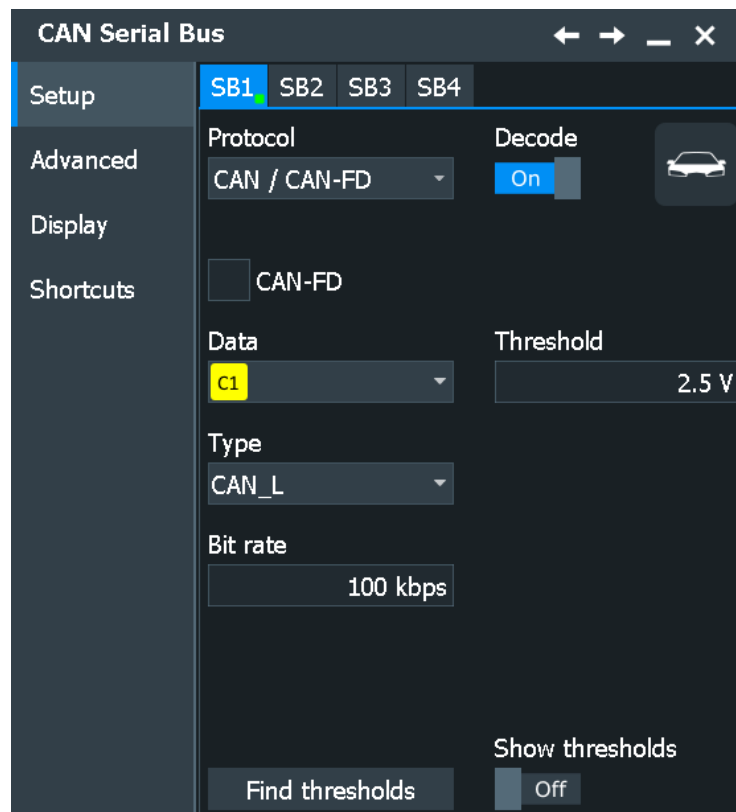 CAN Serial Bus
Setup
Advanced
Display
Shortcuts
SB1 SB2 SB3 SB4
Protocol
CAN / CAN-FD
Decode
On
CAN-FD
Data
C1
Threshold
2.5 V
Type
CAN_L
Bit rate
100 kbps
Find thresholds
Show thresholds
Off